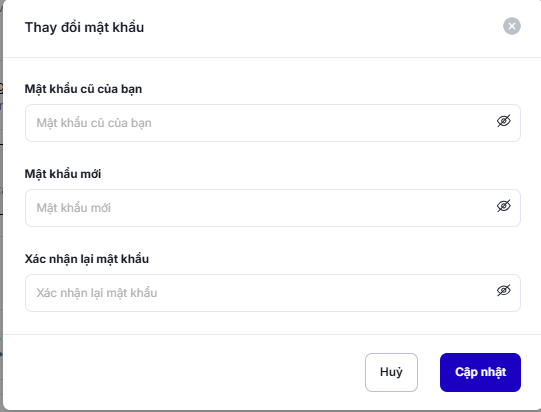 Thay đổi mật khẩu
Mật khẩu cũ của bạn
Mật khẩu cũ của bạn
Mật khẩu mới
Mật khẩu mới
Xác nhận lại mật khẩu
Xác nhận lại mật khẩu
Huỷ
Cập nhật